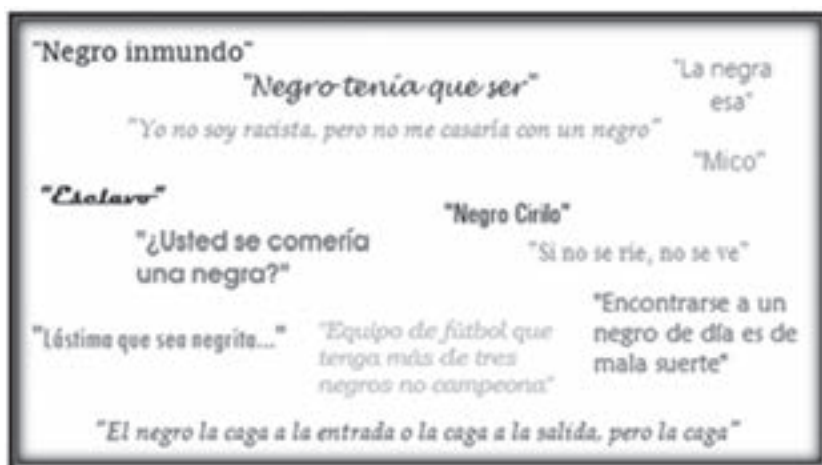 "Negro inmundo"
"Negro tenía que ser"
"La negra
esa"
"Yo no soy racista, pero no me casaría con un negro"
"Mico"
"Esclavo"
"Negro Cirilo"
"¿Usted se comería
una negra?"
"Si no se ríe, no se ve"
"Encontrarse a un
negro de día es de
mala suerte"
"Lástima que sea negrita..."
"Equipo de fútbol que
tenga más de tres
negros no campeona"
"El negro la caga a la entrada o la caga a la salida, pero la caga"